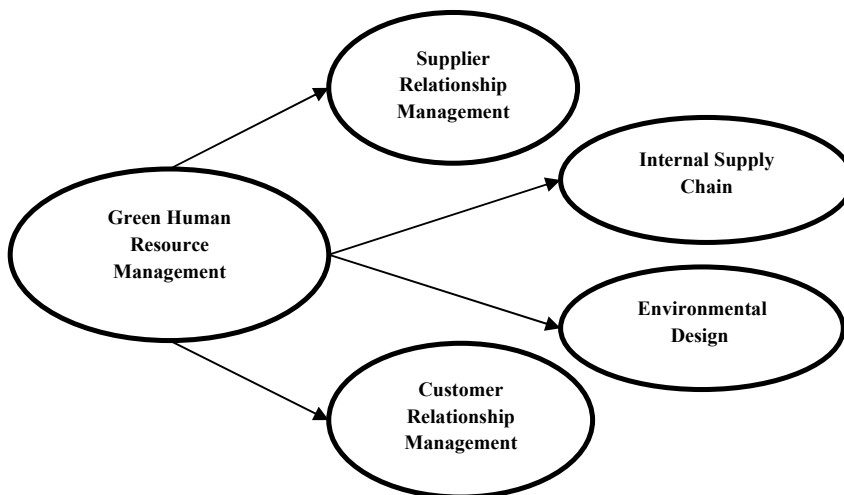 Supplier
Relationship
Management
Internal Supply
Chain
Green Human
Resource
Management
Environmental
Design
Customer
Relationship
Management